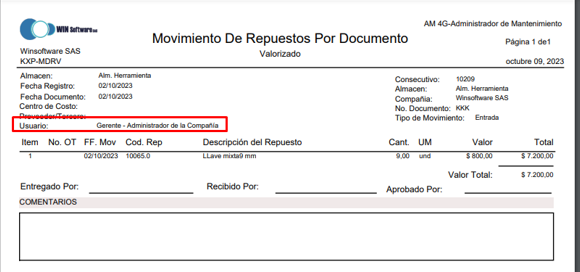 WIN Software SAS
AM 4G-Administrador de Mantenimiento
Movimiento De Repuestos Por Documento
Página 1 de1
Valorizado
Winsoftware SAS
KXP-MDRV
octubre 09, 2023
Almacen: Alm. Herramienta
Fecha Registro: 02/10/2023
Fecha Documento: 02/10/2023
Centro de Costo:
Proveedor/Tercero:
Usuario: Gerente - Administrador de la Compañía
Consecutivo: 10209
Almacen: Alm. Herramienta
Compañía: Winsoftware SAS
No. Documento: KKK
Tipo de Movimiento: Entrada
Item No. OT FF. Mov Cod. Rep Descripción del Repuesto Cant. UM Valor Total
1 02/10/2023 10065.0 LLave mixta9 mm 9,00 und $ 800,00 $ 7.200,00
Valor Total: $ 7.200,00
Entregado Por: Recibido Por: Aprobado Por:
COMENTARIOS